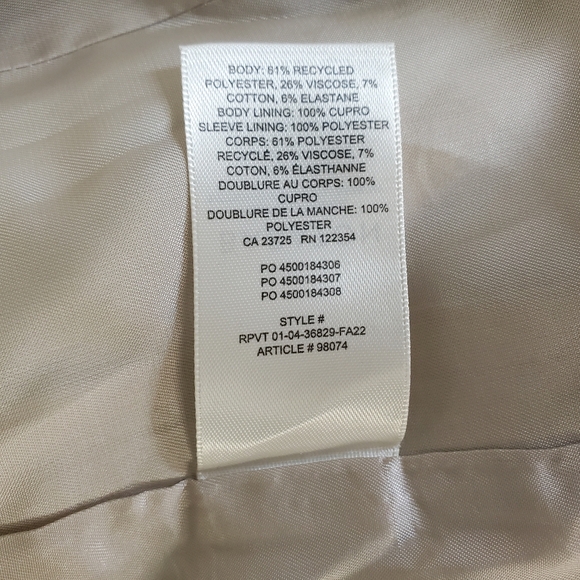 BODY: 61% RECYCLED
POLYESTER, 26% VISCOSE, 7%
COTTON, 6% ELASTANE
BODY LINING: 100% CUPRO
SLEEVE LINING: 100% POLYESTER
CORPS: 61% POLYESTER
RECYCLÉ, 26% VISCOSE, 7%
COTON, 6% ÉLASTHANNE
DOUBLURE AU CORPS: 100%
CUPRO
DOUBLURE DE LA MANCHE: 100%
POLYESTER
CA 23725 RN 122354
PO 4500184306
PO 4500184307
PO 4500184308
STYLE #
RPVT 01-04-36829-FA22
ARTICLE # 98074